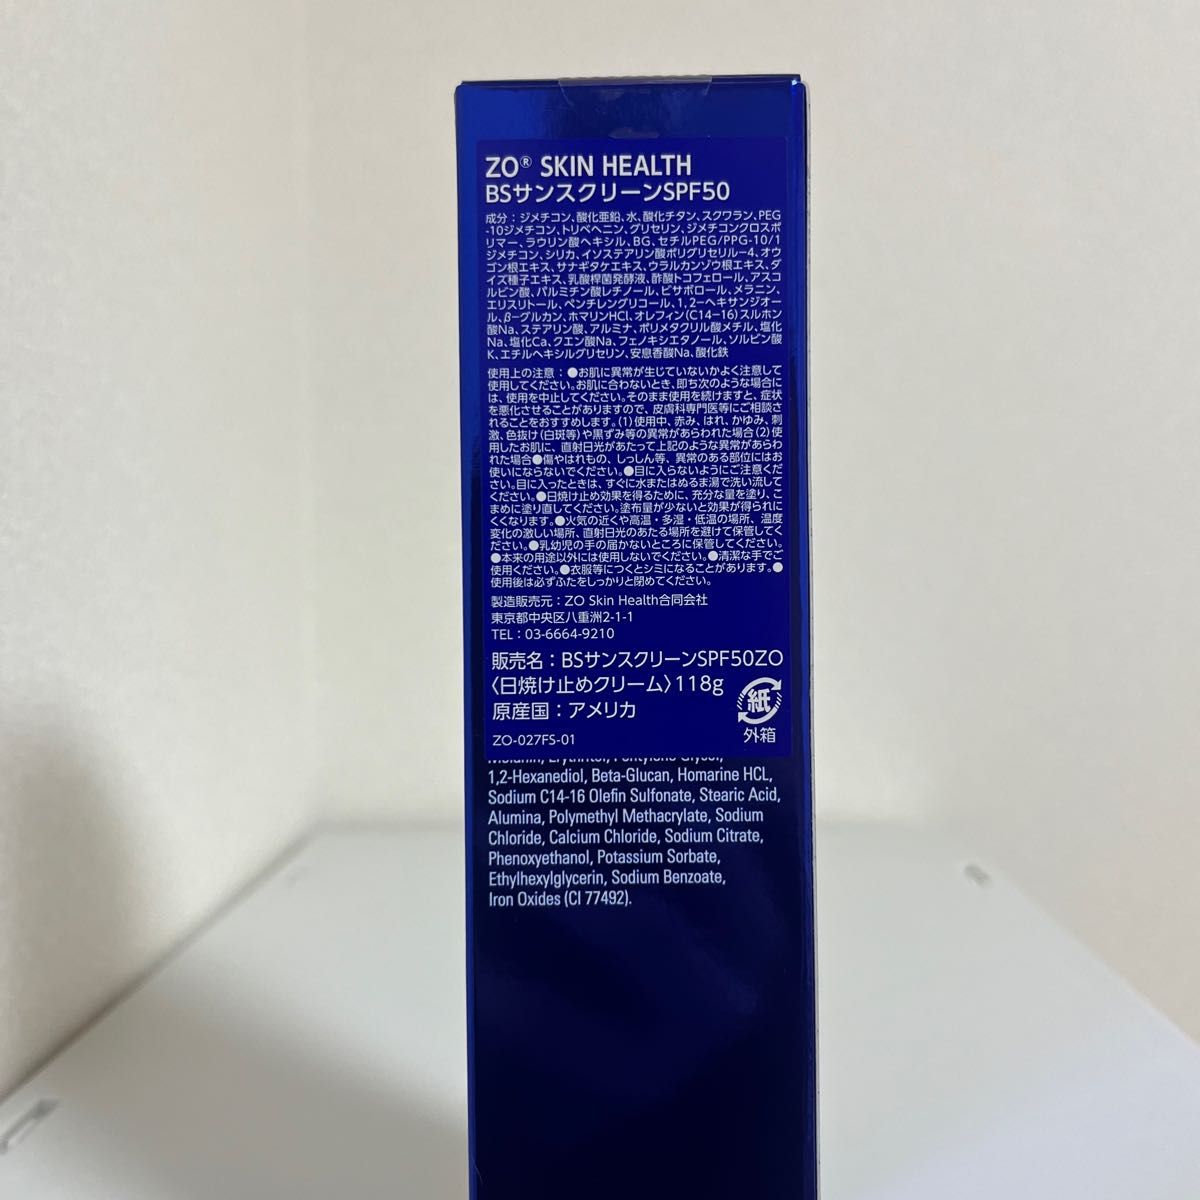 ZO® SKIN HEALTH
BSサンスクリーンSPF50
成分：ジメチコン、酸化亜鉛、水、酸化チタン、スクワラン、PEG
-10ジメチコン、トリベヘニン、グリセリン、ジメチコンクロスポ
リマー、ラウリン酸ヘキシル、BG、セチルPEG/PPG-10/1
ジメチコン、シリカ、イソステアリン酸ポリグリセリル-4、オウ
ゴン根エキス、サナギタケエキス、ウラルカンゾウ根エキス、ダ
イズ種子エキス、乳酸桿菌発酵液、酢酸トコフェロール、アスコ
ルビン酸、パルミチン酸レチノール、ビサボロール、メラニン、
エリスリトール、ペンチレングリコール、1,2-ヘキサンジオー
ル、β-グルカン、ホマリンHCl、オレフィン(C14-16)スルホン
酸Na、ステアリン酸、アルミナ、ポリメタクリル酸メチル、塩化
Na、塩化Ca、クエン酸Na、フェノキシエタノール、ソルビン酸
K、エチルヘキシルグリセリン、安息香酸Na、酸化鉄
使用上の注意：●お肌に異常が生じていないかよく注意して
使用してください。お肌に合わないとき、即ち次のような場合に
は、使用を中止してください。そのまま使用を続けますと、症状
を悪化させることがありますので、皮膚科専門医等にご相談さ
れることをおすすめします。(1)使用中、赤み、はれ、かゆみ、刺
激、色抜け(白斑等)や黒ずみ等の異常があらわれた場合(2)使
用したお肌に、直射日光があたって上記のような異常があらわ
れた場合●傷やはれもの、しっしん等、異常のある部位にはお
使いにならないでください。●目に入らないようにご注意くださ
い。目に入ったときは、すぐに水またはぬるま湯で洗い流して
ください。●日焼け止め効果を得るために、充分な量を塗り、こ
まめに塗り直してください。塗布量が少ないと効果が得られに
くくなります。●火気の近くや高温・多湿・低温の場所、温度
変化の激しい場所、直射日光のあたる場所を避けて保管してくだ
さい。●乳幼児の手の届かないところに保管してください。
●本来の用途以外には使用しないでください。●清潔な手でご
使用ください。●衣服等につくとシミになることがあります。●
使用後は必ずふたをしっかりと閉めてください。
製造販売元：ZO Skin Health合同会社
東京都中央区八重洲2-1-1
TEL：03-6664-9210
販売名：BSサンスクリーンSPF50ZO
〈日焼け止めクリーム〉118g
原産国：アメリカ
紙
外箱
ZO-027FS-01
Melanin, Erythritol, Pentylene Glycol,
1,2-Hexanediol, Beta-Glucan, Homarine HCL,
Sodium C14-16 Olefin Sulfonate, Stearic Acid,
Alumina, Polymethyl Methacrylate, Sodium
Chloride, Calcium Chloride, Sodium Citrate,
Phenoxyethanol, Potassium Sorbate,
Ethylhexylglycerin, Sodium Benzoate,
Iron Oxides (CI 77492).